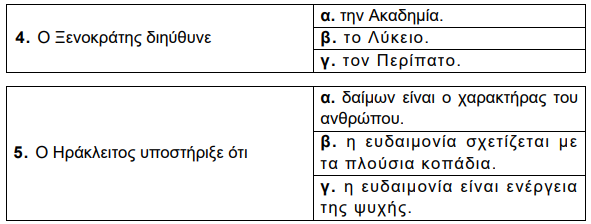 4. Ο Ξενοκράτης διηύθυνε
α. την Ακαδημία.
β. το Λύκειο.
γ. τον Περίπατο.
5. Ο Ηράκλειτος υποστήριξε ότι
α. δαίμων είναι ο χαρακτήρας του
ανθρώπου.
β. η ευδαιμονία σχετίζεται με
τα πλούσια κοπάδια.
γ. η ευδαιμονία είναι ενέργεια
της ψυχής.